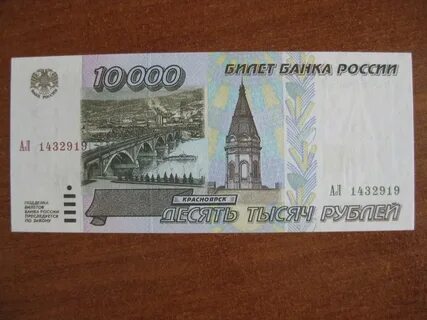 10 000
БИЛЕТ БАНКА РОССИИ
АЛ 1432919
АЛ 1432919
ПОДДЕЛКА
БИЛЕТОВ
БАНКА РОССИИ
ПРЕСЛЕДУЕТСЯ
ПО ЗАКОНУ
КРАСНОЯРСК
ДЕСЯТЬ ТЫСЯЧ РУБЛЕЙ